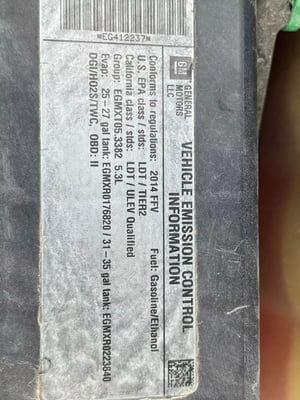 GM
GENERAL
MOTORS
LLC
VEHICLE EMISSION CONTROL
INFORMATION
Conforms to regulations: 2014 FFV Fuel: Gasoline/Ethanol
U.S. EPA class / stds: LDT / TIER2
California class / stds: LDT / ULEV Qualified
Group: EGMXT05.3382 5.3L
Evap: 25-27 gal tank: EGMXR0176820 / 31-35 gal tank: EGMXR0223840
DGI/HO2S/TWC, OBD: II
*EG412237*